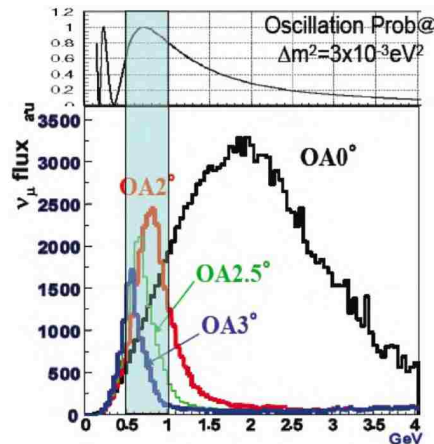 Oscillation Prob@
Δm²=3x10⁻³eV²
1.2
1
0.8
0.6
0.4
0.2
0
ν_μ flux au
3500
3000
2500
2000
1500
1000
500
0
OA0°
OA2°
OA2.5°
OA3°
0 0.5 1 1.5 2 2.5 3 3.5 4
GeV